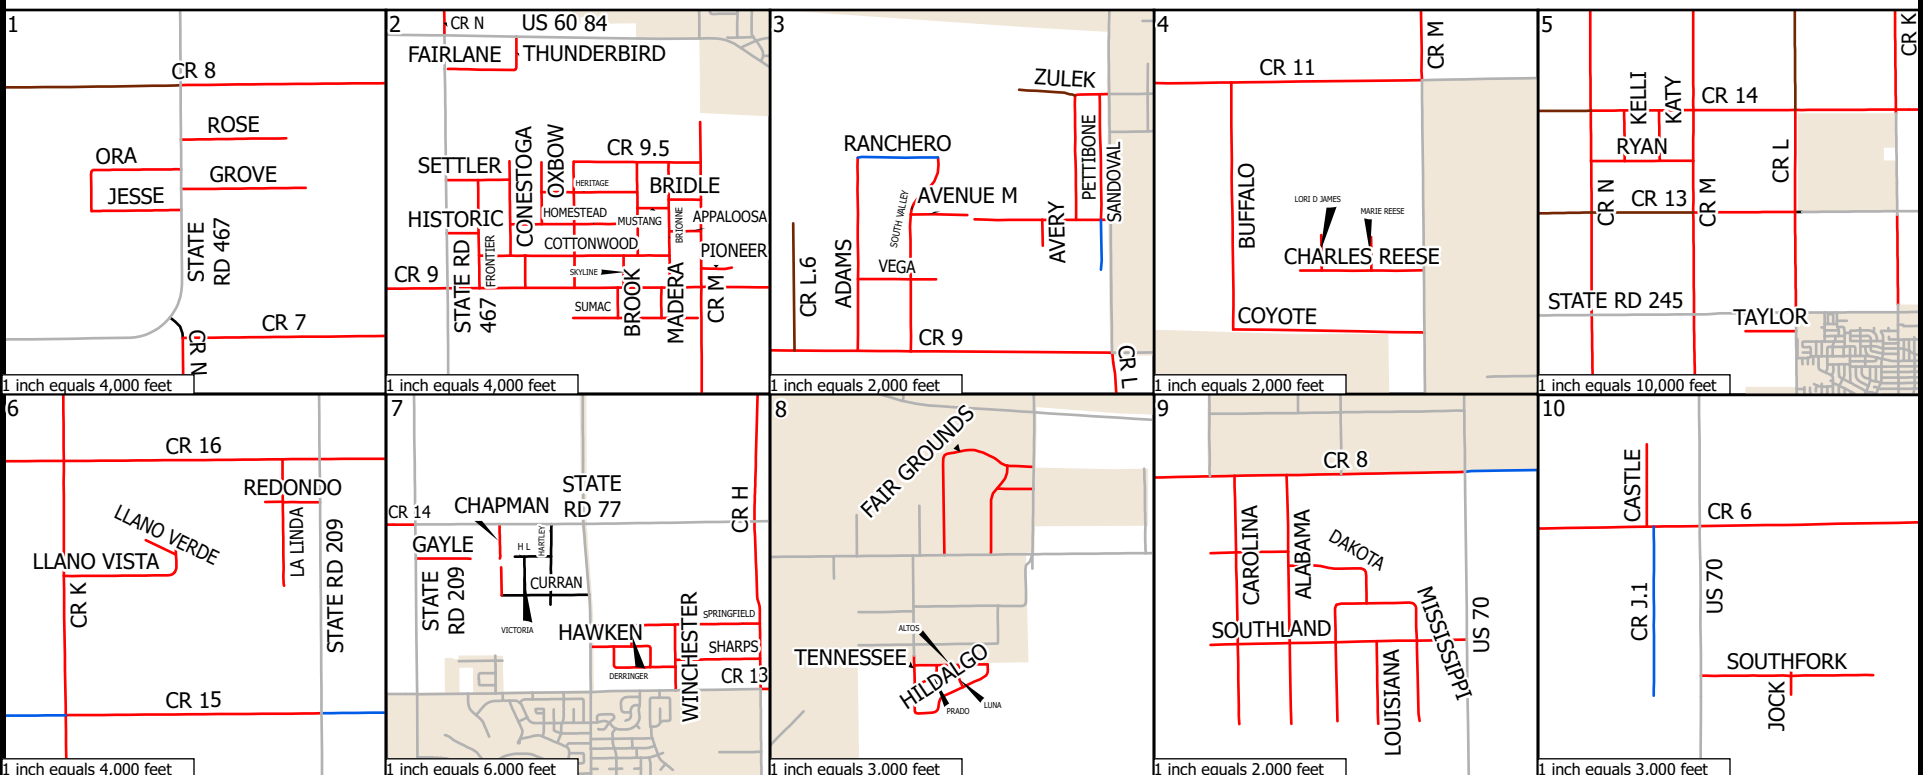 1
CR 8
ROSE
ORA
GROVE
JESSE
STATE
RD 467
CR 7
CR N
1 inch equals 4,000 feet
2
CR N
US 60 84
FAIRLANE
THUNDERBIRD
CONESTOGA
OXBOW
CR 9.5
SETTLER
HERITAGE
BRIDLE
HISTORIC
HOMESTEAD
MUSTANG
BRIONNE
APPALOOSA
FRONTIER
COTTONWOOD
PIONEER
CR 9
SKYLINE
STATE RD
467
SUMAC
BROOK
MADERA
CR M
1 inch equals 4,000 feet
3
ZULEK
RANCHERO
PETTIBONE
SANDOVAL
SOUTH VALLEY
AVENUE M
AVERY
CR L.6
ADAMS
VEGA
CR 9
CR L
1 inch equals 2,000 feet
4
CR M
CR 11
BUFFALO
LORI D JAMES
MARIE REESE
CHARLES REESE
COYOTE
1 inch equals 2,000 feet
5
CR K
KELLI
KATY
CR 14
RYAN
CR L
CR N
CR 13
CR M
STATE RD 245
TAYLOR
1 inch equals 10,000 feet
6
CR 16
REDONDO
LLANO VERDE
LA LINDA
STATE RD 209
LLANO VISTA
CR K
CR 15
1 inch equals 4,000 feet
7
STATE
RD 77
CHAPMAN
CR H
CR 14
GAYLE
H L
HARTLEY
STATE
RD 209
CURRAN
VICTORIA
HAWKEN
WINCHESTER
SPRINGFIELD
SHARPS
DERRINGER
CR 13
1 inch equals 6,000 feet
8
FAIR GROUNDS
ALTOS
TENNESSEE
HILDALGO
PRADO
LUNA
1 inch equals 3,000 feet
9
CR 8
CAROLINA
ALABAMA
DAKOTA
MISSISSIPPI
US 70
SOUTHLAND
LOUISIANA
1 inch equals 2,000 feet
10
CASTLE
CR 6
CR J.1
US 70
SOUTHFORK
JOCK
1 inch equals 3,000 feet